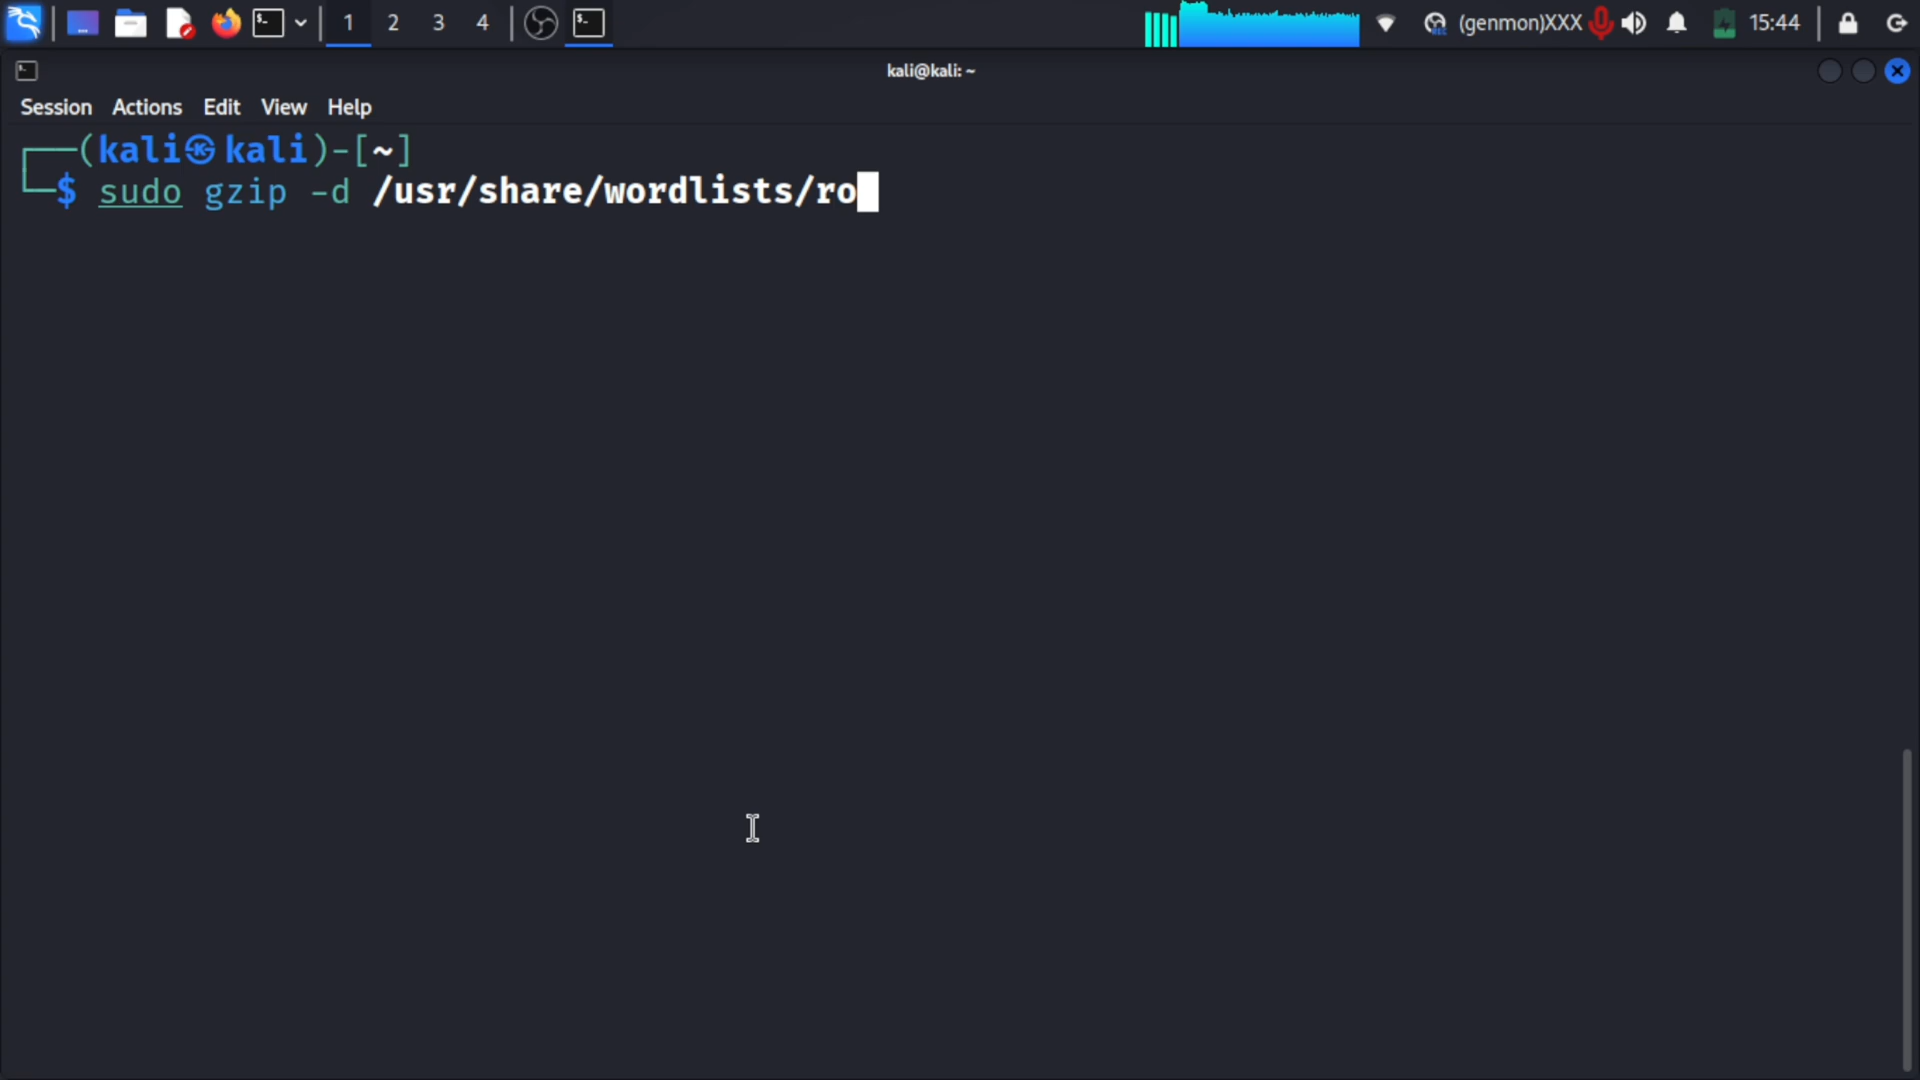 1 2 3 4 (genmon)XXX 15:44
kali@kali: ~
Session Actions Edit View Help
┌──(kali㉿kali)-[~]
└─$ sudo gzip -d /usr/share/wordlists/ro